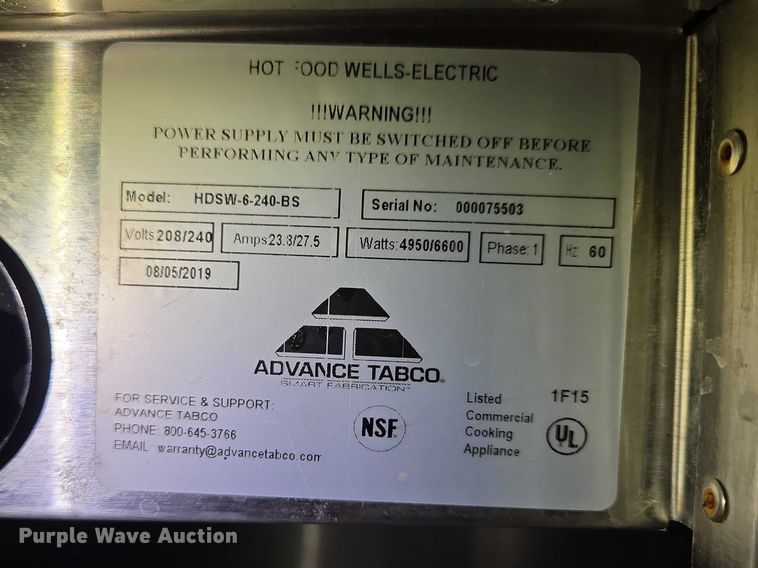 HOT FOOD WELLS-ELECTRIC
!!!WARNING!!!
POWER SUPPLY MUST BE SWITCHED OFF BEFORE
PERFORMING ANY TYPE OF MAINTENANCE.
Model: HDSW-6-240-BS Serial No: 000075503
Volts 208/240 Amps 23.8/27.5 Watts: 4950/6600 Phase: 1 Hz 60
08/05/2019
ADVANCE TABCO®
SMART FABRICATION™
FOR SERVICE & SUPPORT:
ADVANCE TABCO
PHONE: 800-645-3766
EMAIL warranty@advancetabco.com
NSF
Listed 1F15
Commercial
Cooking
Appliance
UL
Purple Wave Auction